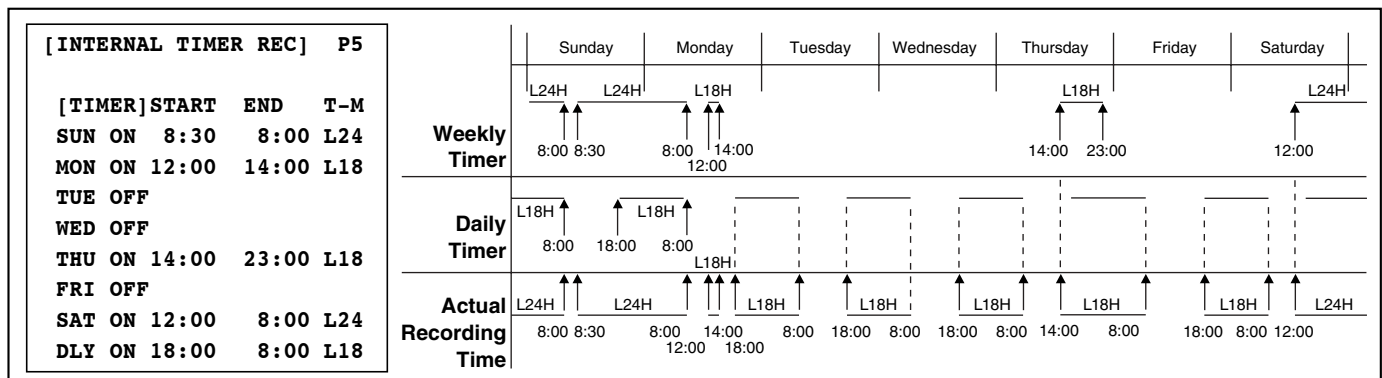 [INTERNAL TIMER REC] P5
[TIMER]START END T-M
SUN ON 8:30 8:00 L24
MON ON 12:00 14:00 L18
TUE OFF
WED OFF
THU ON 14:00 23:00 L18
FRI OFF
SAT ON 12:00 8:00 L24
DLY ON 18:00 8:00 L18
Sunday Monday Tuesday Wednesday Thursday Friday Saturday
L24H L24H L18H L18H L24H
Weekly
Timer
8:00 8:30 8:00 14:00 14:00 23:00 12:00
12:00
L18H L18H
Daily
Timer
8:00 18:00 8:00
L18H
Actual
Recording
Time
L24H L24H L18H L18H L18H L18H L18H L24H
8:00 8:30 8:00 14:00 8:00 18:00 8:00 18:00 8:00 14:00 8:00 18:00 8:00 12:00
12:00 18:00